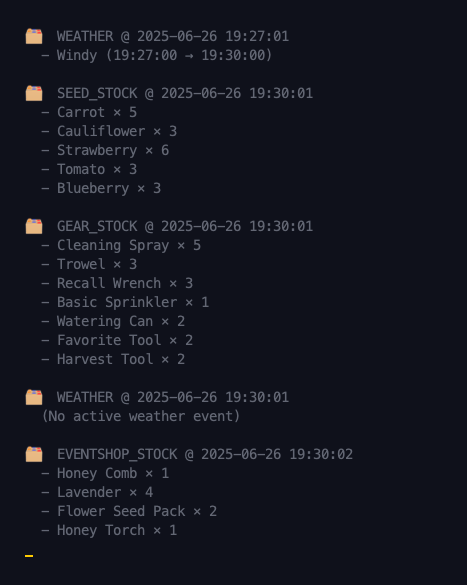 WEATHER @ 2025-06-26 19:27:01
– Windy (19:27:00 → 19:30:00)
SEED_STOCK @ 2025-06-26 19:30:01
– Carrot × 5
– Cauliflower × 3
– Strawberry × 6
– Tomato × 3
– Blueberry × 3
GEAR_STOCK @ 2025-06-26 19:30:01
– Cleaning Spray × 5
– Trowel × 3
– Recall Wrench × 3
– Basic Sprinkler × 1
– Watering Can × 2
– Favorite Tool × 2
– Harvest Tool × 2
WEATHER @ 2025-06-26 19:30:01
(No active weather event)
EVENTSHOP_STOCK @ 2025-06-26 19:30:02
– Honey Comb × 1
– Lavender × 4
– Flower Seed Pack × 2
– Honey Torch × 1